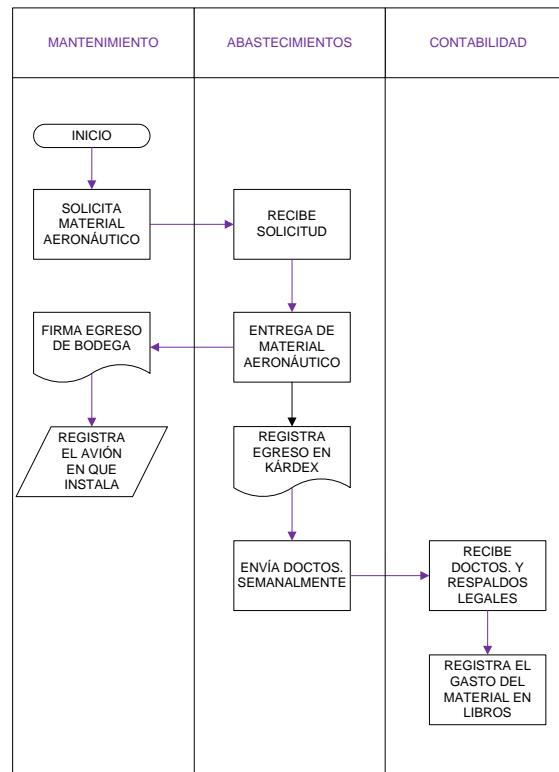 MANTENIMIENTO
ABASTECIMIENTOS
CONTABILIDAD
INICIO
SOLICITA
MATERIAL
AERONÁUTICO
RECIBE
SOLICITUD
FIRMA EGRESO
DE BODEGA
ENTREGA DE
MATERIAL
AERONÁUTICO
REGISTRA
EL AVIÓN
EN QUE
INSTALA
REGISTRA
EGRESO EN
KÁRDEX
ENVÍA DOCTOS.
SEMANALMENTE
RECIBE
DOCTOS. Y
RESPALDOS
LEGALES
REGISTRA EL
GASTO DEL
MATERIAL EN
LIBROS